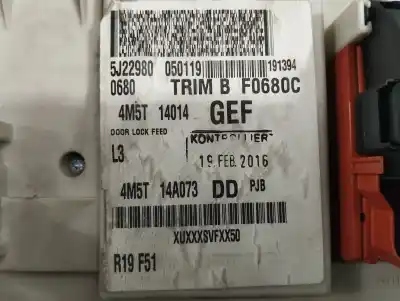 5J22980 050119 191394
0680 TRIM B F0680C
4M5T 14014 GEF
DOOR LOCK FEED
KONTROLLIERT
L3 19 FEB. 2016
4M5T 14A073 DD PJB
XUXXXSVFXX50
R19 F51